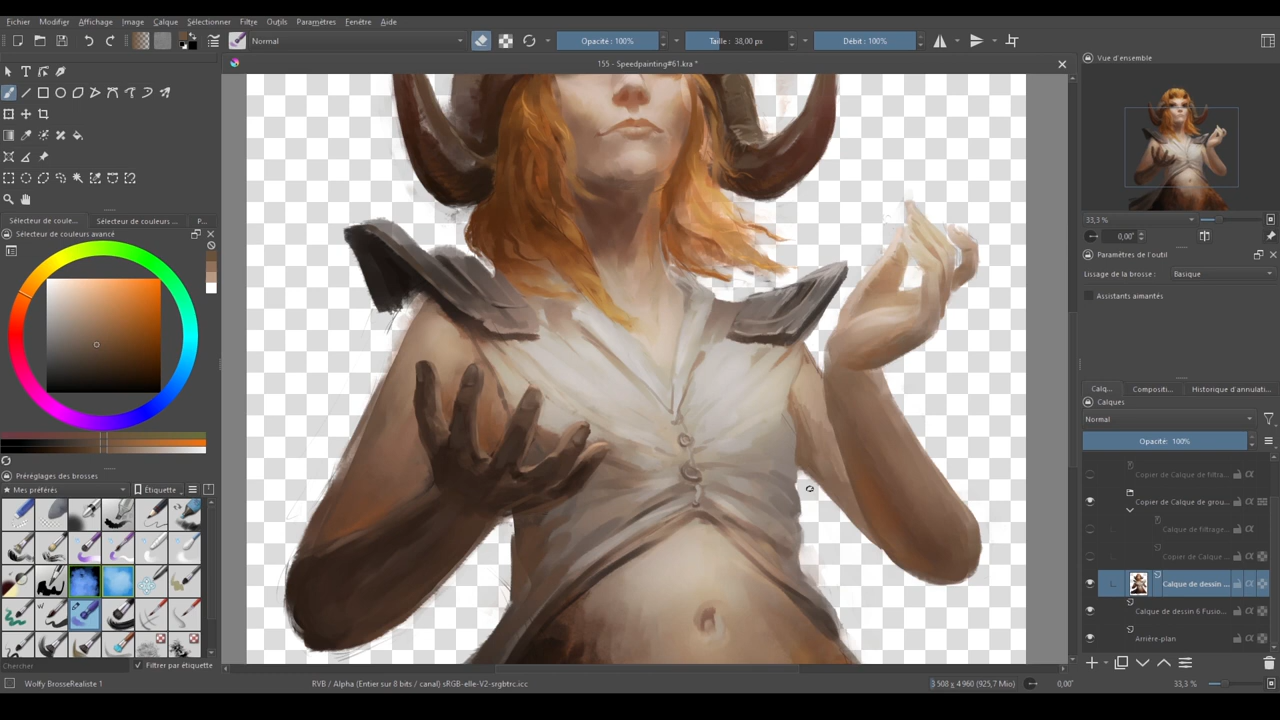 Fichier Modifier Affichage Image Calque Sélectionner Filtre Outils Paramètres Fenêtre Aide
Normal Opacité : 100% Taille : 38,00 px Débit : 100%
155 - Speedpainting#61.kra *
Vue d'ensemble
33,3 %
0,00°
Paramètres de l'outil
Lissage de la brosse : Basique
Assistants aimantés
Sélecteur de coule... Sélecteur de couleurs ... P...
Sélecteur de couleurs avancé
Calq... Compositi... Historique d'annulati...
Calques
Normal
Opacité: 100%
Copier de Calque de filtra...
Copier de Calque de grou...
Calque de filtrage...
Copier de Calque ...
Calque de dessin ...
Calque de dessin 6 Fusio...
Arrière-plan
Préréglages des brosses
Mes préférés Étiquette
Chercher Filtrer par étiquette
Wolfy BrosseRealiste 1 RVB / Alpha (Entier sur 8 bits / canal) sRGB-elle-V2-srgbtrc.icc 3 508 x 4 960 (925,7 Mio) 0,00° 33,3 %